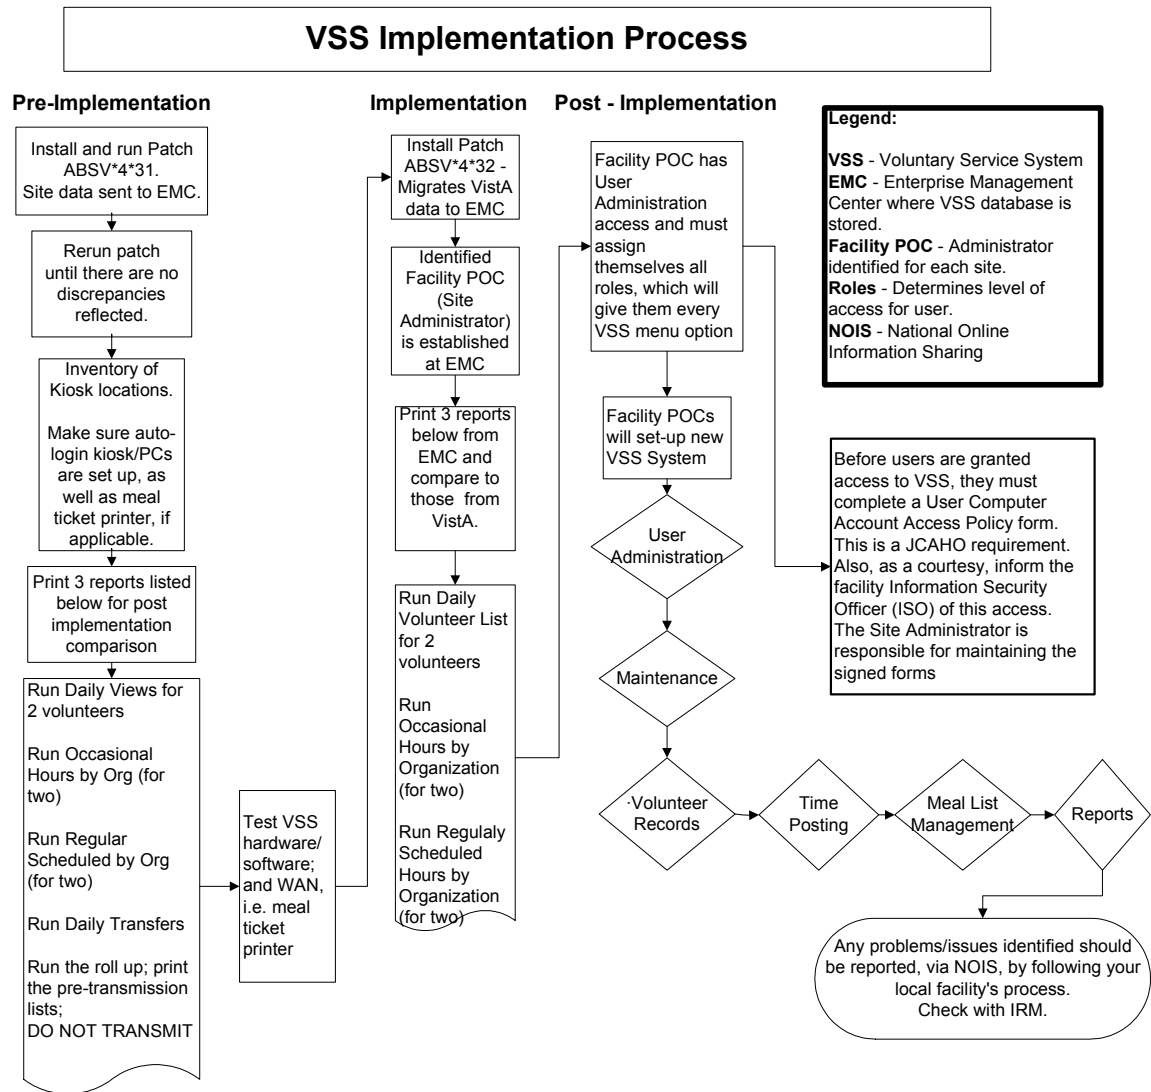 VSS Implementation Process
Pre-Implementation
Install and run Patch
ABSV*4*31.
Site data sent to EMC.
Rerun patch
until there are no
discrepancies
reflected.
Inventory of
Kiosk locations.
Make sure auto-
login kiosk/PCs
are set up, as
well as meal
ticket printer, if
applicable.
Print 3 reports listed
below for post
implementation
comparison
Run Daily Views for
2 volunteers
Run Occasional
Hours by Org (for
two)
Run Regular
Scheduled by Org
(for two)
Run Daily Transfers
Run the roll up; print
the pre-transmission
lists;
DO NOT TRANSMIT
Test VSS
hardware/
software;
and WAN,
i.e. meal
ticket
printer
Implementation
Install Patch
ABSV*4*32 -
Migrates VistA
data to EMC
Identified
Facility POC
(Site
Administrator)
is established
at EMC
Print 3 reports
below from
EMC and
compare to
those from
VistA.
Run Daily
Volunteer List
for 2
volunteers
Run
Occasional
Hours by
Organization
(for two)
Run Regulaly
Scheduled
Hours by
Organization
(for two)
Post - Implementation
Facility POC has
User
Administration
access and must
assign
themselves all
roles, which will
give them every
VSS menu option
Facility POCs
will set-up new
VSS System
User
Administration
Maintenance
·Volunteer
Records
Time
Posting
Meal List
Management
Reports
Any problems/issues identified should
be reported, via NOIS, by following your
local facility's process.
Check with IRM.
Legend:
VSS - Voluntary Service System
EMC - Enterprise Management
Center where VSS database is
stored.
Facility POC - Administrator
identified for each site.
Roles - Determines level of
access for user.
NOIS - National Online
Information Sharing
Before users are granted
access to VSS, they must
complete a User Computer
Account Access Policy form.
This is a JCAHO requirement.
Also, as a courtesy, inform the
facility Information Security
Officer (ISO) of this access.
The Site Administrator is
responsible for maintaining the
signed forms